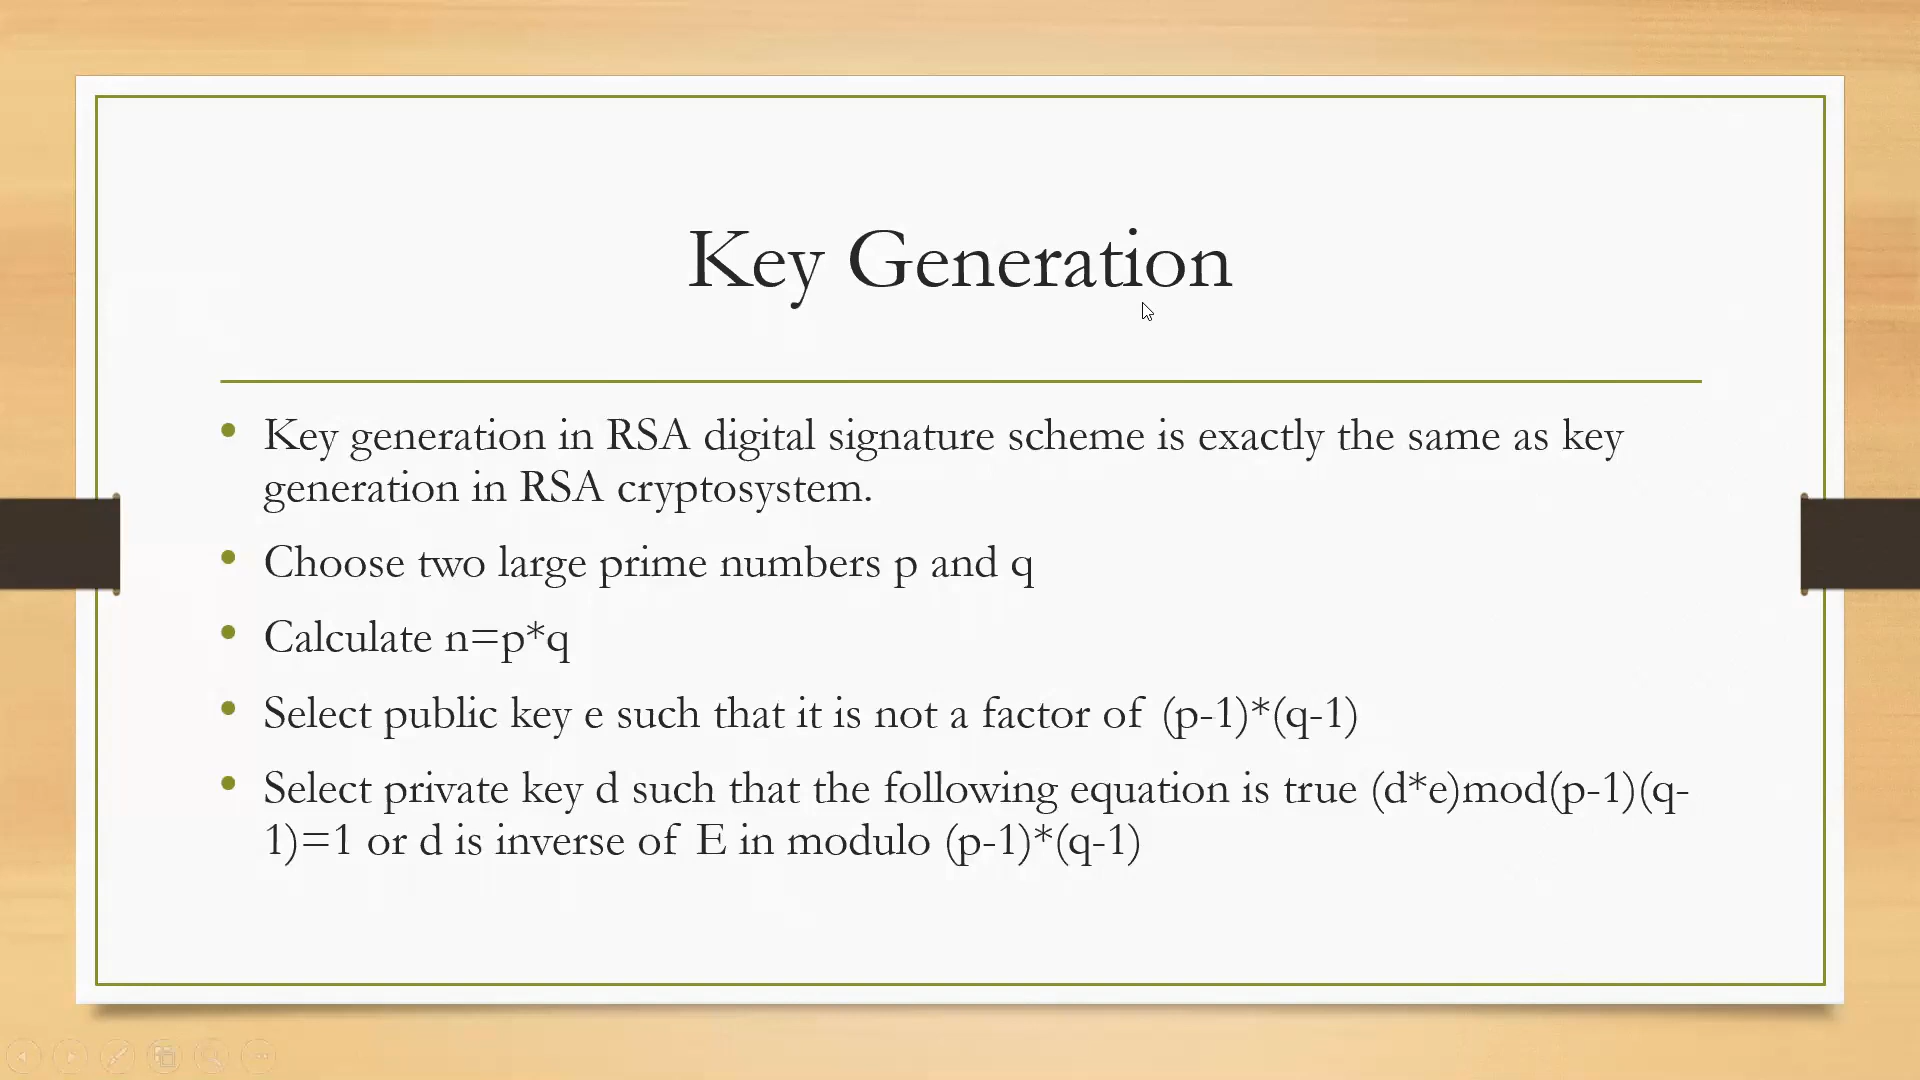 Key Generation
Key generation in RSA digital signature scheme is exactly the same as key
generation in RSA cryptosystem.
Choose two large prime numbers p and q
Calculate n=p*q
Select public key e such that it is not a factor of (p-1)*(q-1)
Select private key d such that the following equation is true (d*e)mod(p-1)(q-
1)=1 or d is inverse of E in modulo (p-1)*(q-1)